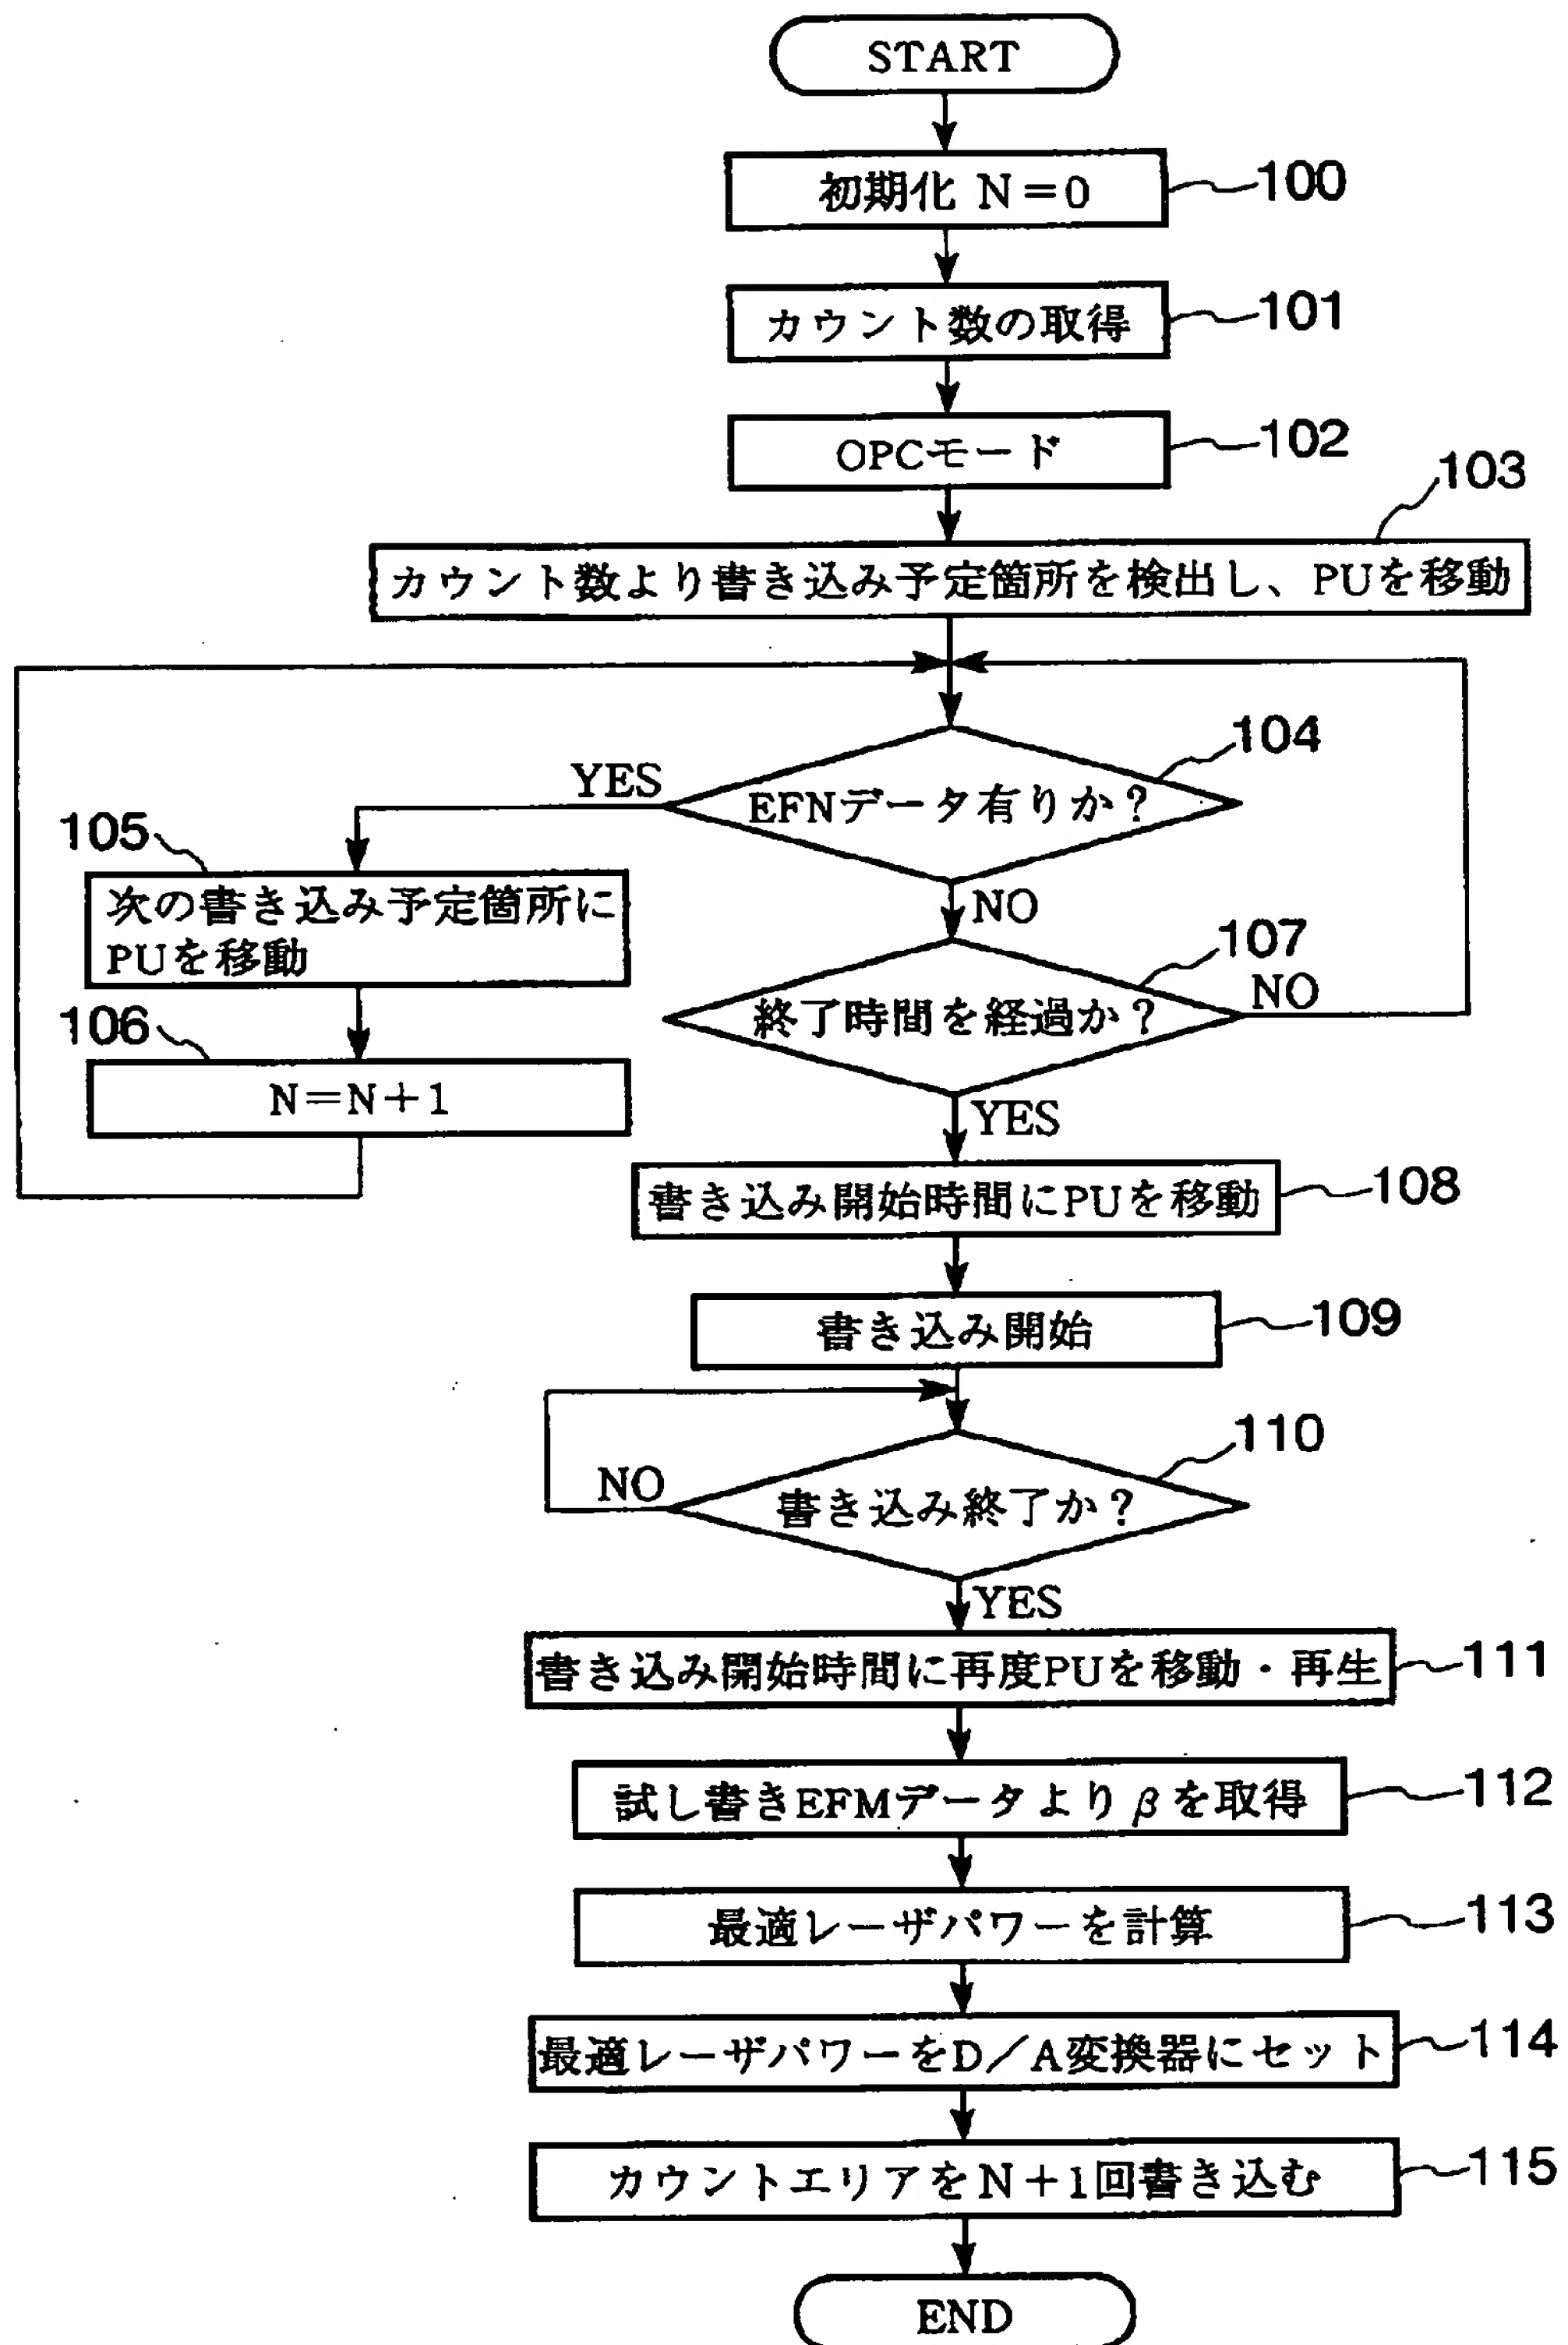 START
初期化 N=0
100
カウント数の取得
101
OPCモード
102
103
カウント数より書き込み予定箇所を検出し、PUを移動
104
YES
EFNデータ有りか?
105
次の書き込み予定箇所に
PUを移動
NO
107
終了時間を経過か?
NO
106
N=N+1
YES
書き込み開始時間にPUを移動
108
書き込み開始
109
110
NO
書き込み終了か?
YES
書き込み開始時間に再度PUを移動・再生
111
試し書きEFMデータよりβを取得
112
最適レーザパワーを計算
113
最適レーザパワーをD/A変換器にセット
114
カウントエリアをN+1回書き込む
115
END